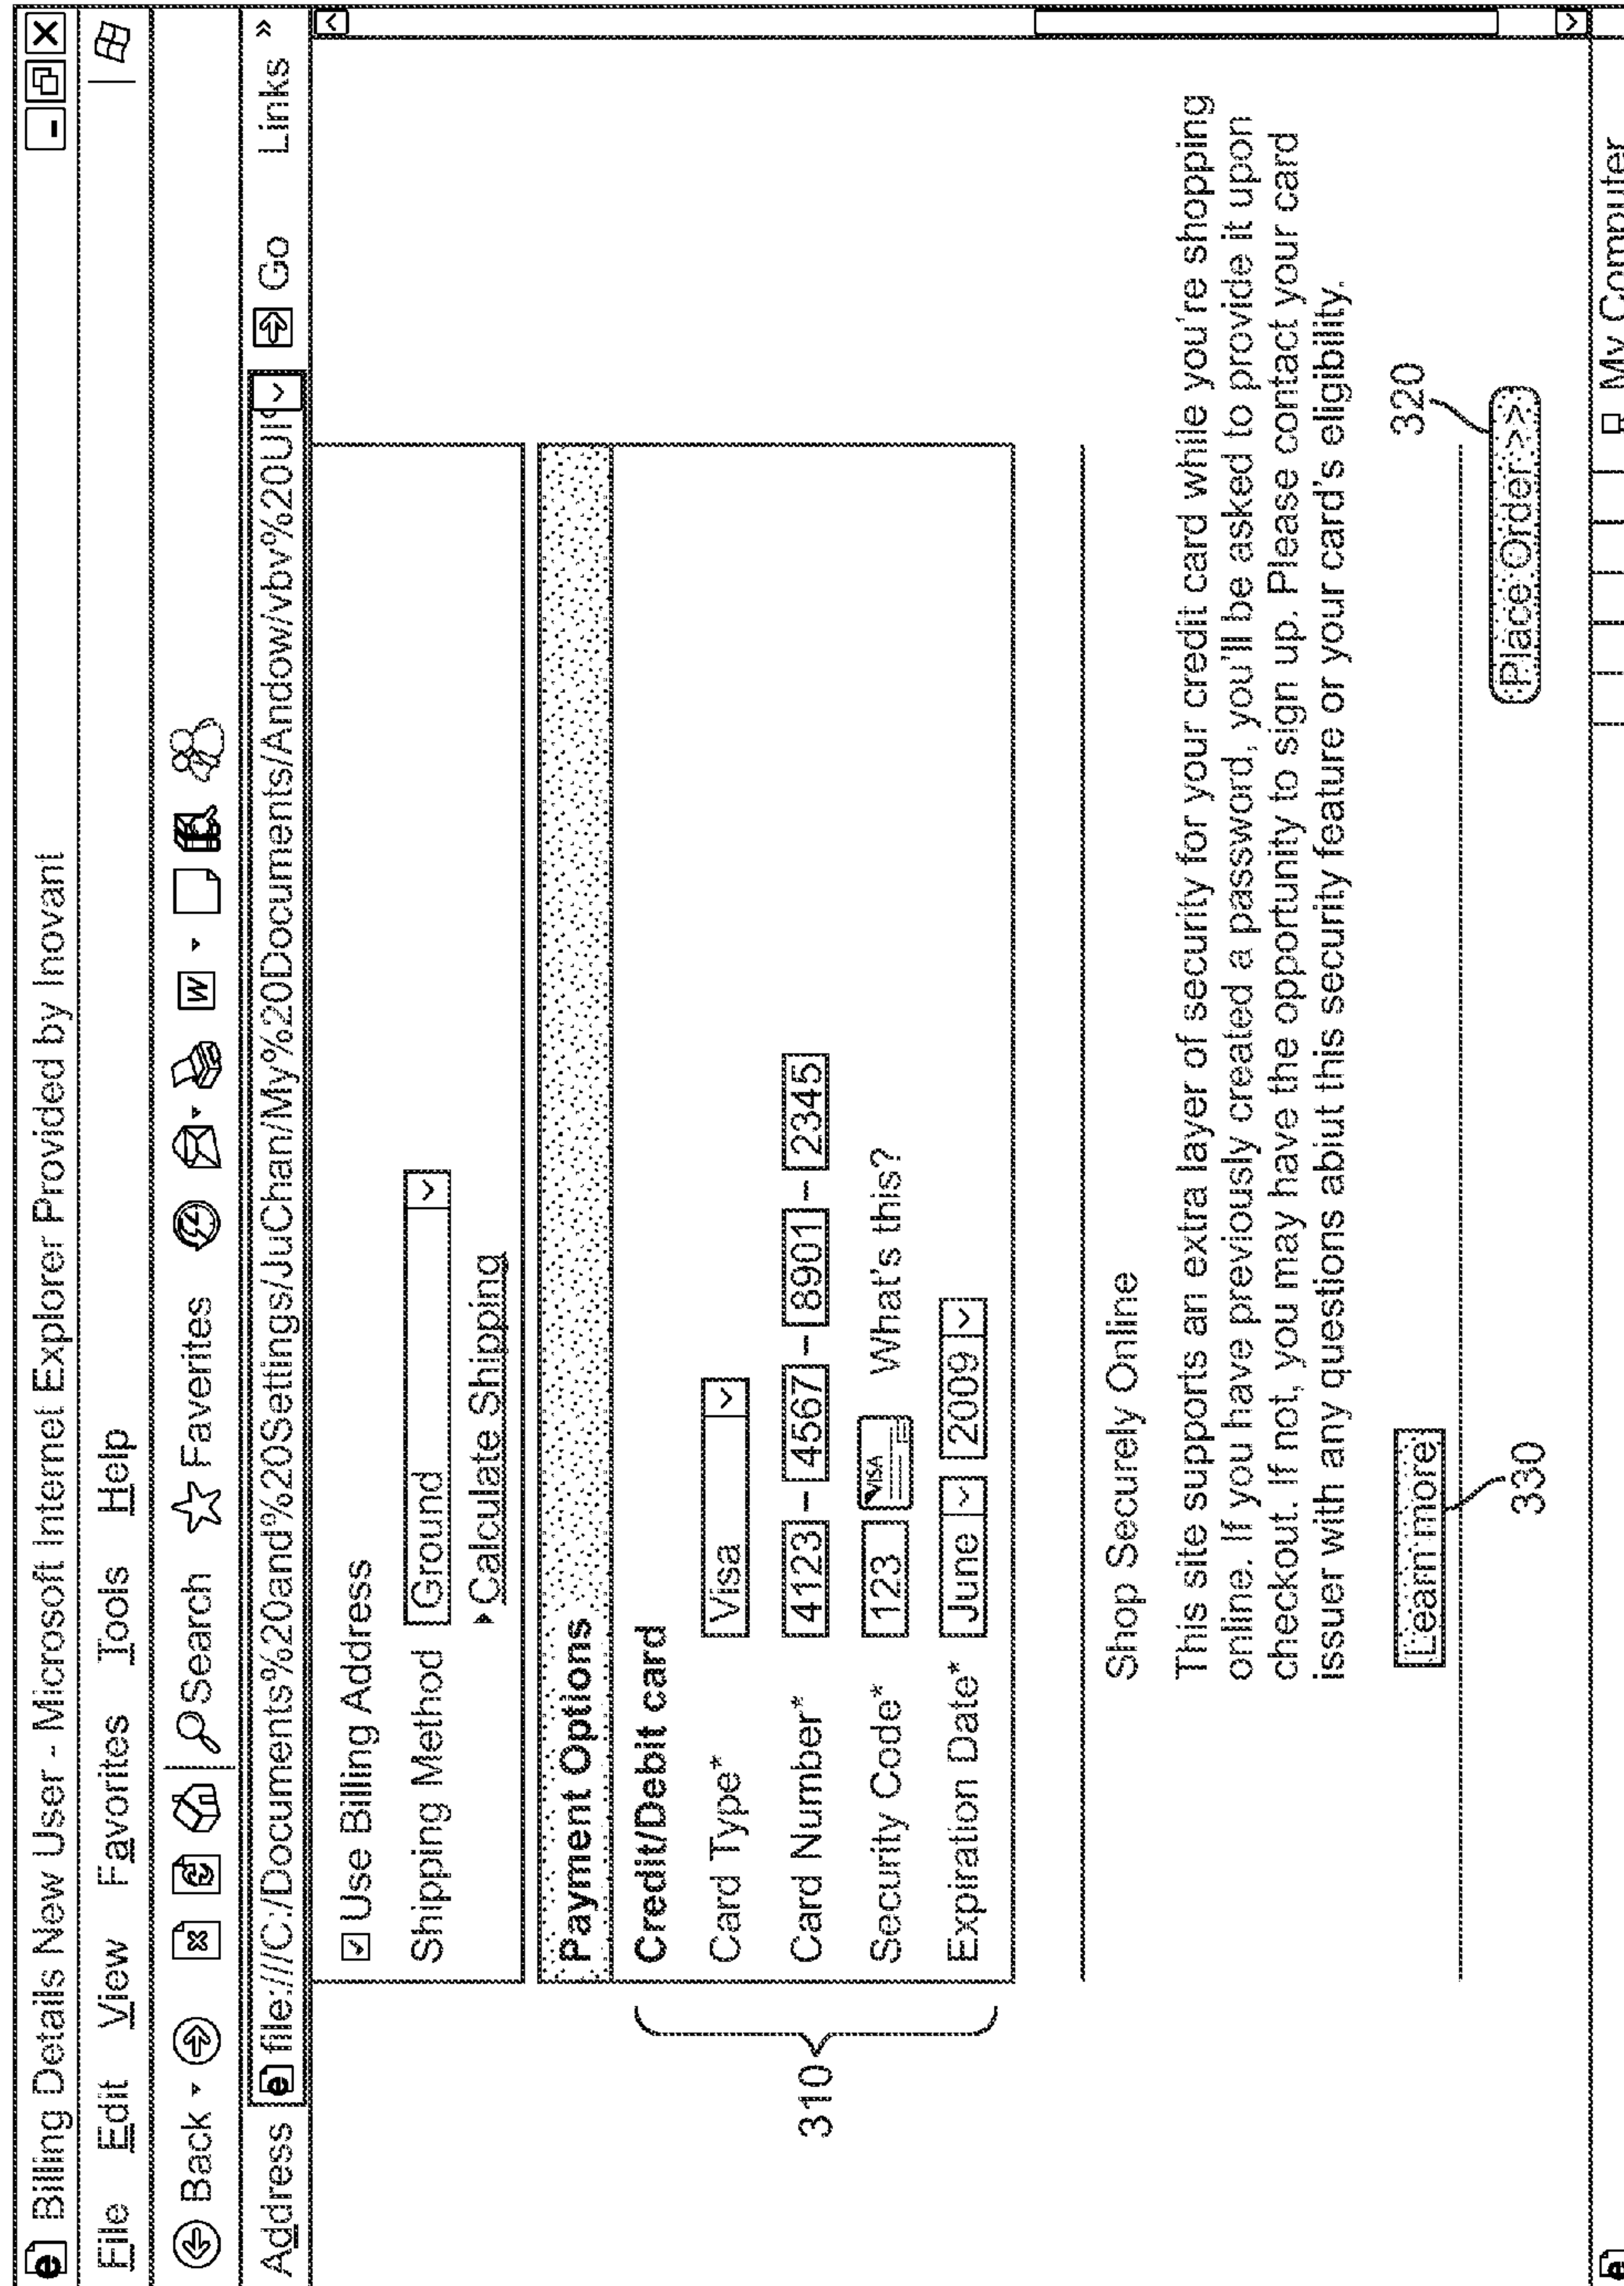 Billing Details New User - Microsoft Internet Explorer Provided by Inovant
File Edit View Favorites Tools Help
Back Search Faverites W
Address file:///C:/Documents%20and%20Settings/JuChan/My%20Documents/Andow/vbv%20UI Go Links »
Use Billing Address
Shipping Method Ground
Calculate Shipping
Payment Options
Credit/Debit card
Card Type* Visa
Card Number* 4123 - 4567 - 8901 - 2345
Security Code* 123 VISA What's this?
Expiration Date* June 2009
310
Shop Securely Online
This site supports an extra layer of security for your credit card while you're shopping
online. If you have previously created a password, you'll be asked to provide it upon
checkout. If not, you may have the opportunity to sign up. Please contact your card
issuer with any questions abiut this security feature or your card's eligibility.
Learn more
330
320
Place Order >>
My Computer